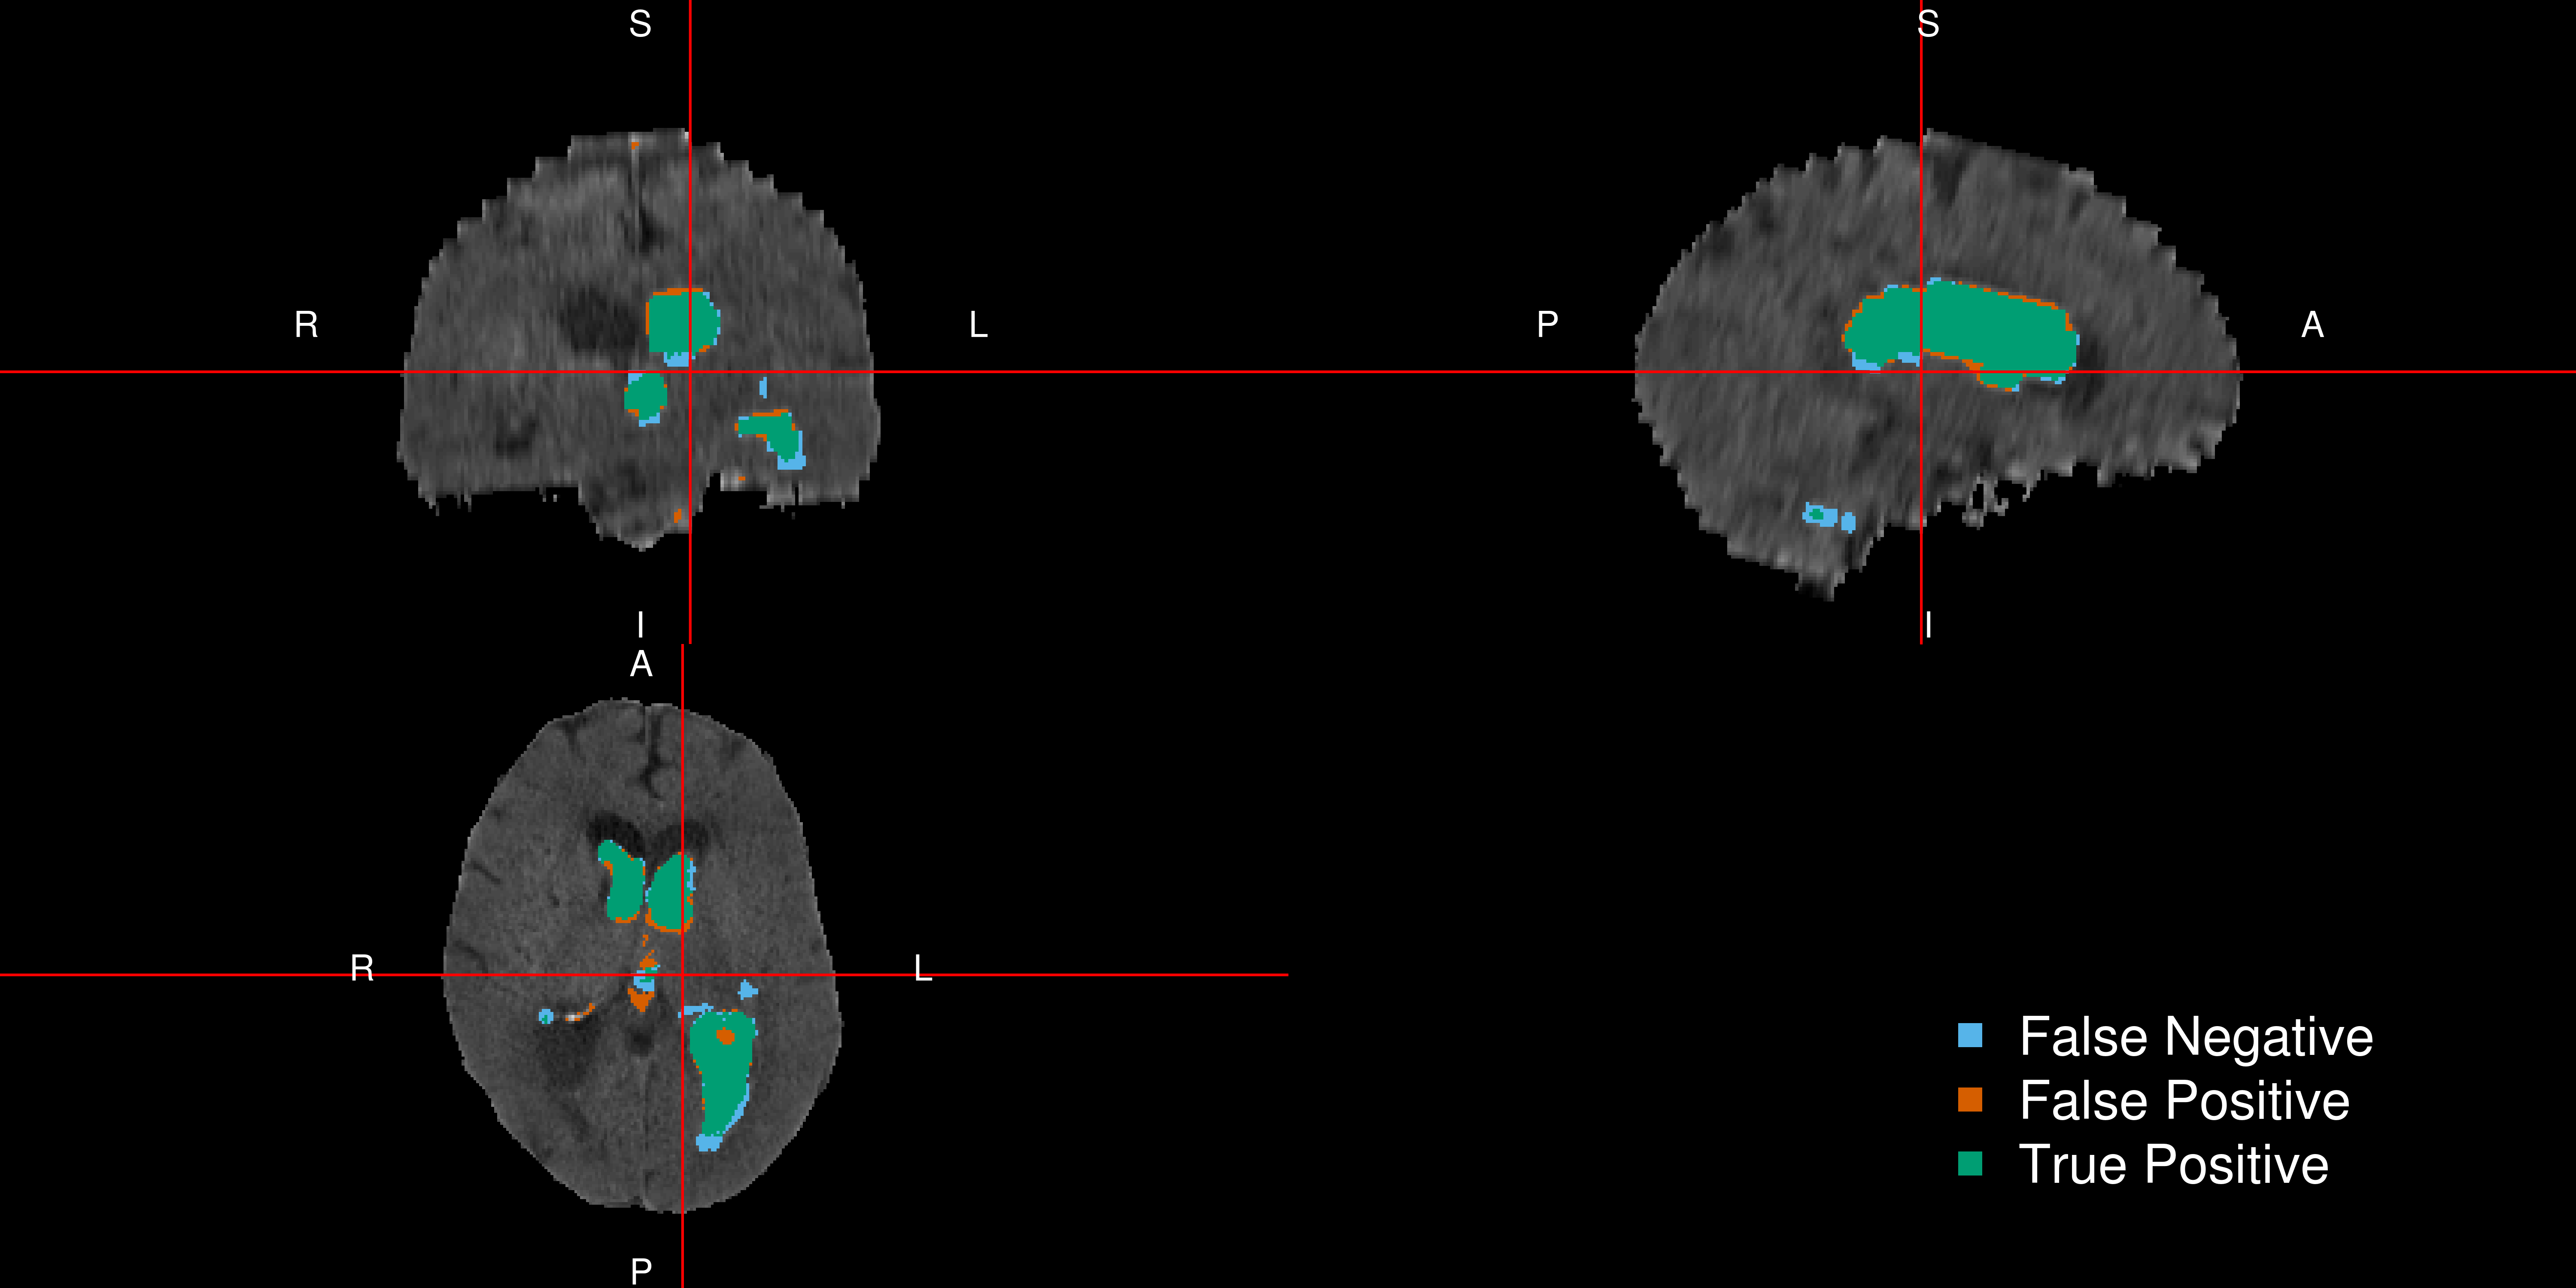 S
S
R
L
P
A
I
I
A
R
L
False Negative
False Positive
True Positive
P